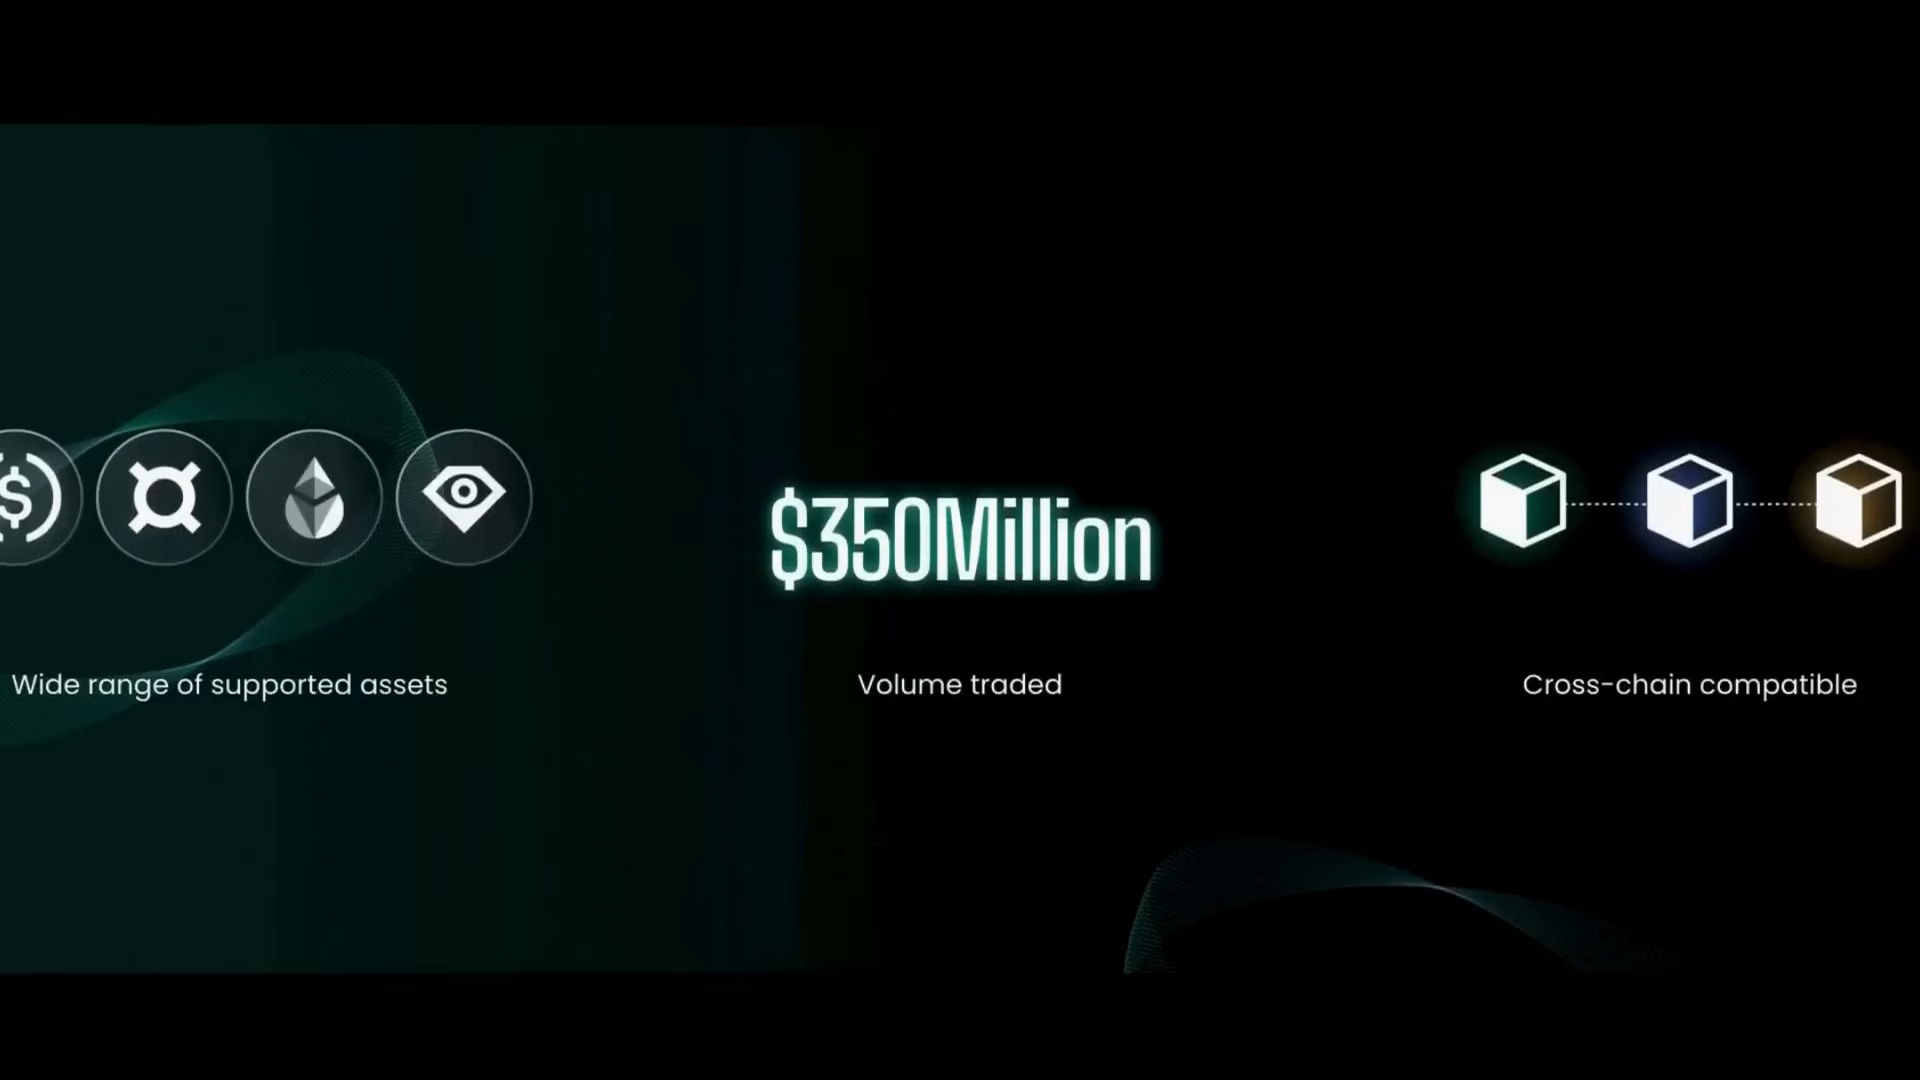 $350Million
Wide range of supported assets
Volume traded
Cross-chain compatible